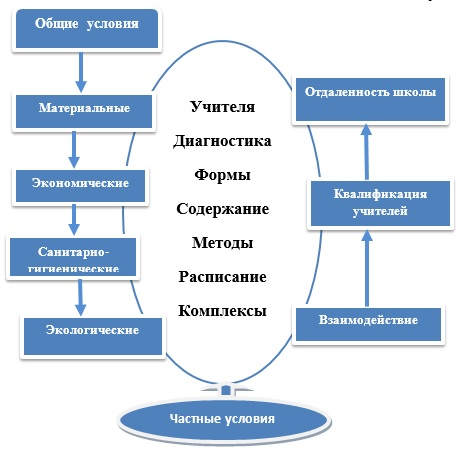 Общие условия
Материальные
Экономические
Санитарно-
гигиенические
Экологические
Учителя
Диагностика
Формы
Содержание
Методы
Расписание
Комплексы
Отдаленность школы
Квалификация
учителей
Взаимодействие
Частные условия